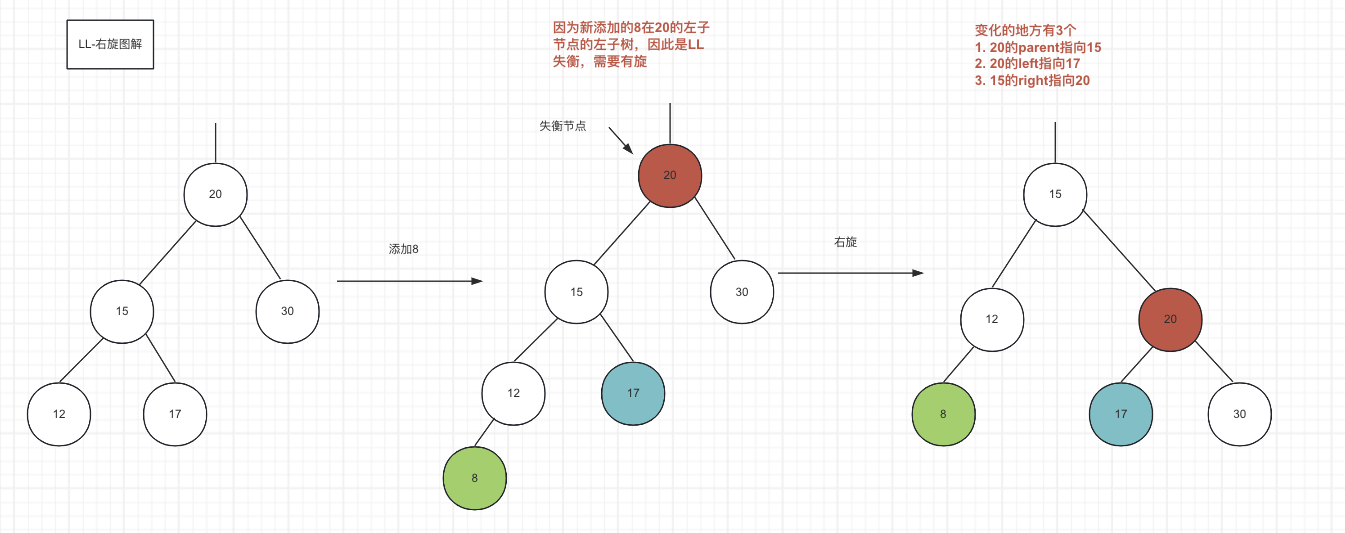 LL-右旋图解
因为新添加的8在20的左子
节点的左子树，因此是LL
失衡，需要有旋
变化的地方有3个
1. 20的parent指向15
2. 20的left指向17
3. 15的right指向20
20
15
30
12
17
添加8
失衡节点
20
15
30
12
17
8
右旋
15
12
20
8
17
30